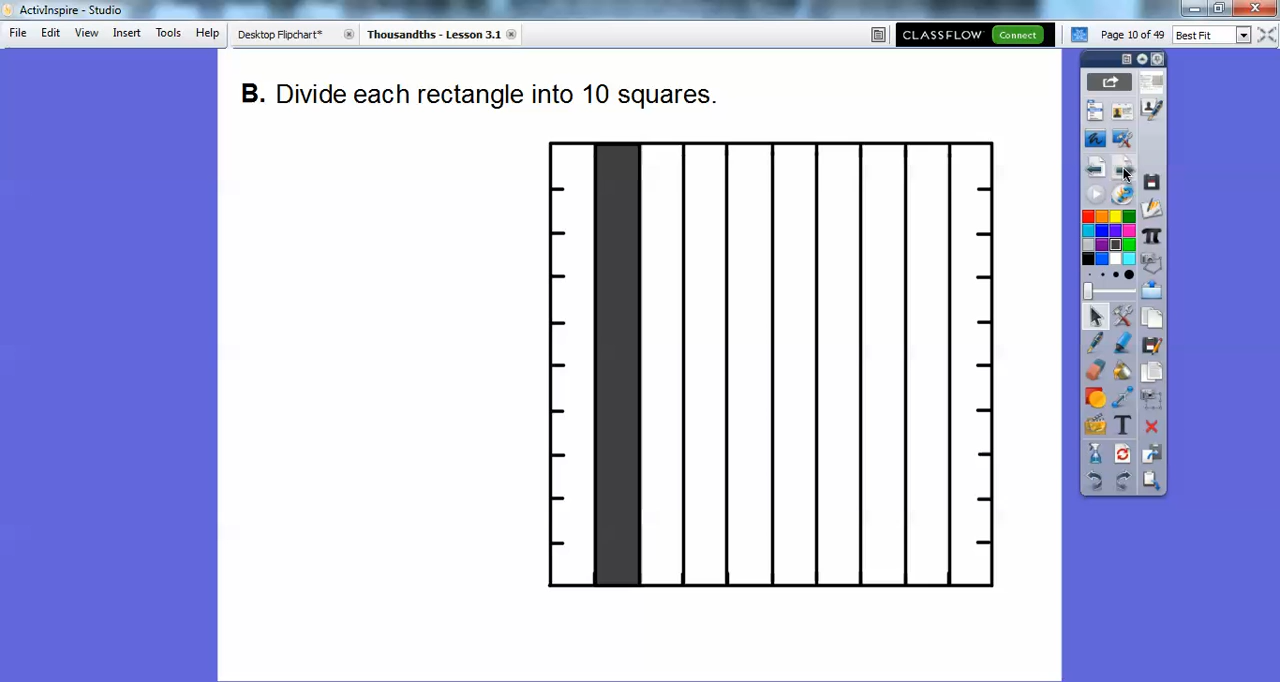 ActivInspire - Studio
File Edit View Insert Tools Help Desktop Flipchart* Thousandths - Lesson 3.1 CLASSFLOW Connect Page 10 of 49 Best Fit
B. Divide each rectangle into 10 squares.